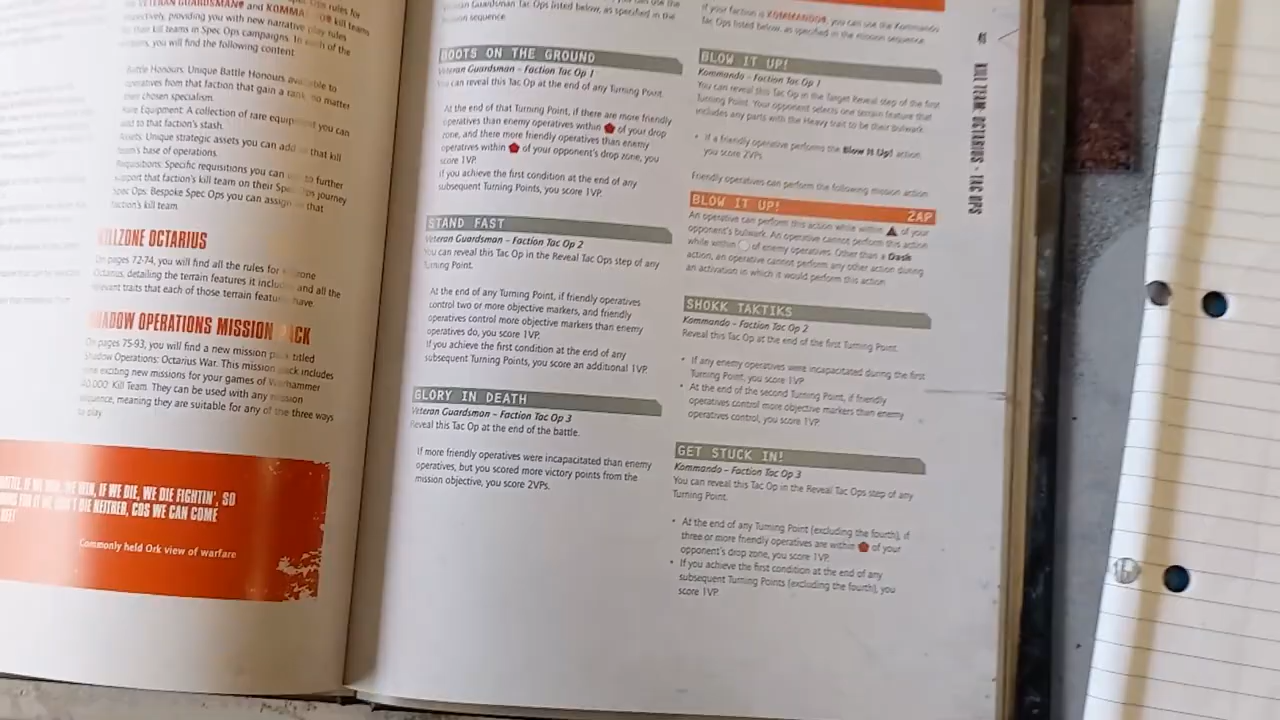 VETERAN GUARDSMAN and KOMMANDO kill teams
respectively, providing you with new narrative play rules
kill teams in Spec Ops campaigns. In each of the
you will find the following content.
Battle Honours: Unique Battle Honours available to
operatives from that faction that gain a rank, no matter
their chosen specialism.
Rare Equipment: A collection of rare equipment you can
add to that faction's stash.
Assets: Unique strategic assets you can add to that kill
team's base of operations.
Requisitions: Specific requisitions you can to further
support that faction's kill team on their Spec Ops journey
Spec Ops: Bespoke Spec Ops you can assign that
faction's kill team.
KILLZONE OCTARIUS
On pages 72-74, you will find all the rules for killzone
Octarius, detailing the terrain features it includes and all the
relevant traits that each of those terrain features have.
SHADOW OPERATIONS MISSION PACK
On pages 75-93, you will find a new mission pack titled
Shadow Operations: Octarius War. This mission pack includes
nine exciting new missions for your games of Warhammer
40,000: Kill Team. They can be used with any mission
sequence, meaning they are suitable for any of the three ways
to play
WIN, IF WE DIE, WE DIE FIGHTIN', SO
DIE NEITHER, COS WE CAN COME
Commonly held Ork view of warfare
Guardsman Tac Ops listed below, as specified in the
mission sequence
BOOTS ON THE GROUND
Veteran Guardsman – Faction Tac Op 1
You can reveal this Tac Op at the end of any Turning Point.
At the end of that Turning Point, if there are more friendly
operatives than enemy operatives within of your drop
zone, and there more friendly operatives than enemy
operatives within of your opponent's drop zone, you
score 1VP.
If you achieve the first condition at the end of any
subsequent Turning Points, you score 1VP.
STAND FAST
Veteran Guardsman – Faction Tac Op 2
You can reveal this Tac Op in the Reveal Tac Ops step of any
Turning Point.
At the end of any Turning Point, if friendly operatives
control two or more objective markers, and friendly
operatives control more objective markers than enemy
operatives do, you score 1VP.
If you achieve the first condition at the end of any
subsequent Turning Points, you score an additional 1VP.
GLORY IN DEATH
Veteran Guardsman – Faction Tac Op 3
Reveal this Tac Op at the end of the battle.
If more friendly operatives were incapacitated than enemy
operatives, but you scored more victory points from the
mission objective, you score 2VPs.
If your faction is KOMMANDO, you can use the Kommando
Tac Ops listed below, as specified in the mission sequence.
BLOW IT UP!
Kommando – Faction Tac Op 1
You can reveal this Tac Op in the Target Reveal step of the first
Turning Point. Your opponent selects one terrain feature that
includes any parts with the Heavy trait to be their bulwark.
• If a friendly operative performs the Blow It Up! action
you score 2VPs.
Friendly operatives can perform the following mission action
BLOW IT UP! 2AP
An operative can perform this action while within of your
opponent's bulwark. An operative cannot perform this action
while within of enemy operatives. Other than a Dash
action, an operative cannot perform any other action during
an activation in which it would perform this action
SHOKK TAKTIKS
Kommando – Faction Tac Op 2
Reveal this Tac Op at the end of the first Turning Point.
• If any enemy operatives were incapacitated during the first
Turning Point, you score 1VP
• At the end of the second Turning Point, if friendly
operatives control more objective markers than enemy
operatives control, you score 1VP.
GET STUCK IN!
Kommando – Faction Tac Op 3
You can reveal this Tac Op in the Reveal Tac Ops step of any
Turning Point.
• At the end of any Turning Point (excluding the fourth), if
three or more friendly operatives are within of your
opponent's drop zone, you score 1VP.
• If you achieve the first condition at the end of any
subsequent Turning Points (excluding the fourth), you
score 1VP.
KILL TEAM: OCTARIUS – TAC OPS